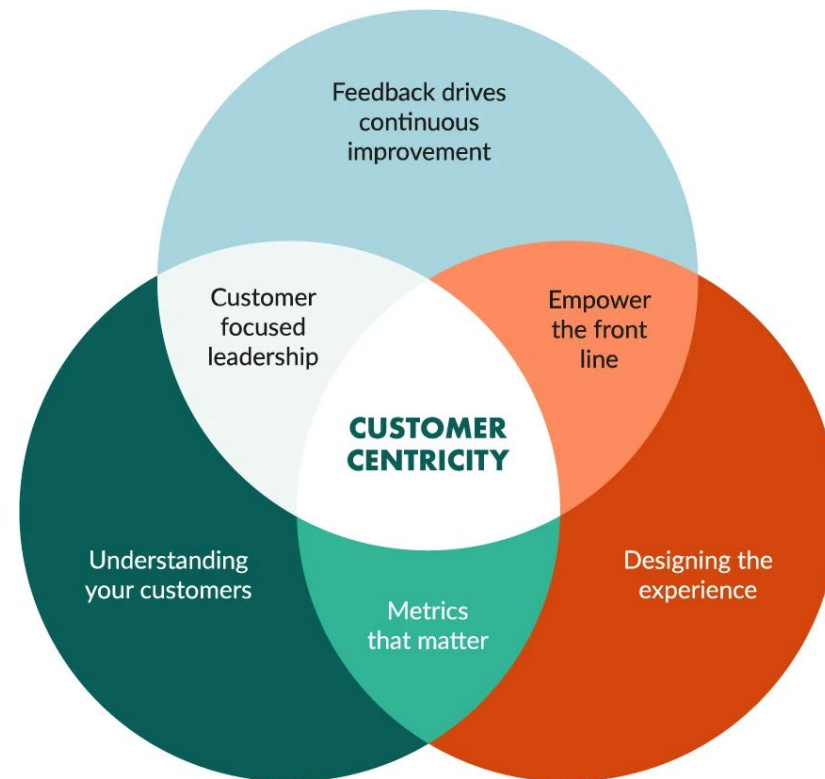 Feedback drives
continuous
improvement
Customer
focused
leadership
Empower
the front
line
CUSTOMER
CENTRICITY
Understanding
your customers
Designing the
experience
Metrics
that matter